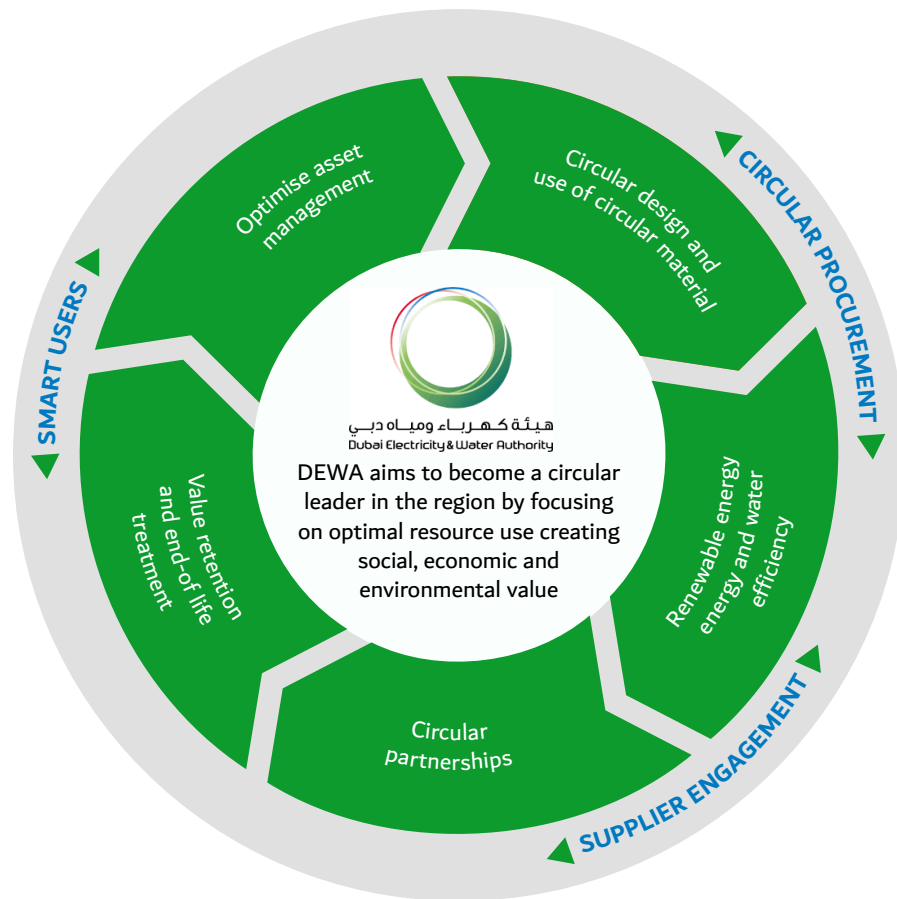 Optimise asset
management
Circular design and
use of circular material
CIRCULAR PROCUREMENT
SMART USERS
هيئة كهرباء ومياه دبي
Dubai Electricity & Water Authority
DEWA aims to become a circular
leader in the region by focusing
on optimal resource use creating
social, economic and
environmental value
Value retention
and end-of life
treatment
Renewable energy
energy and water
efficiency
Circular
partnerships
SUPPLIER ENGAGEMENT